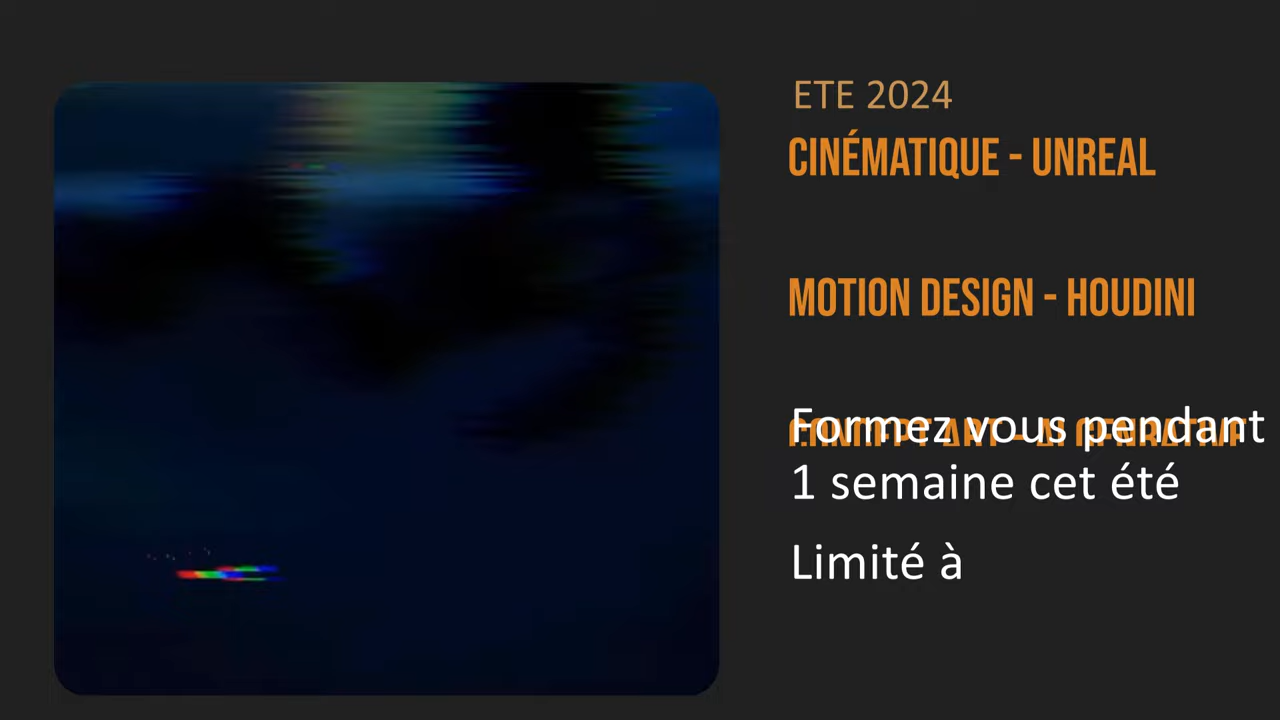 ETE 2024
CINÉMATIQUE - UNREAL
MOTION DESIGN - HOUDINI
Formez vous pendant
1 semaine cet été
Limité à